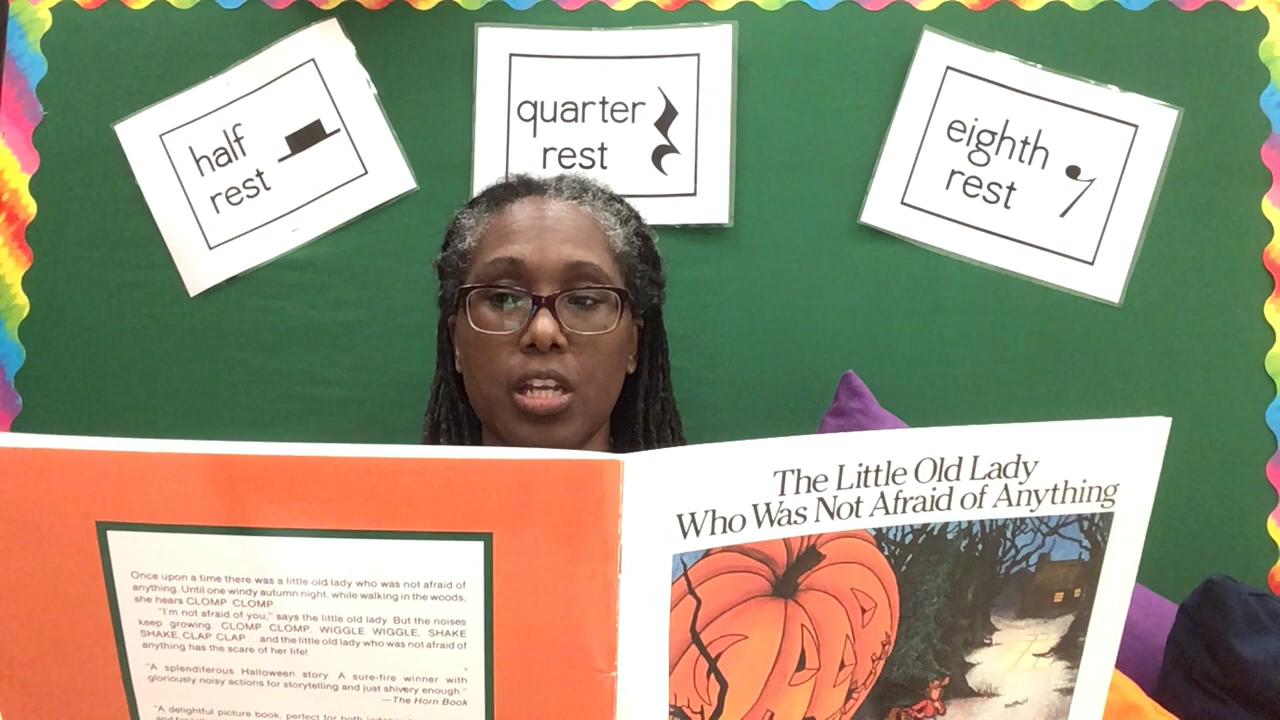 half
rest
quarter
rest
eighth
rest
The Little Old Lady
Who Was Not Afraid of Anything
Once upon a time there was a little old lady who was not afraid of
anything. Until one windy autumn night, while walking in the woods,
she hears CLOMP CLOMP
"I'm not afraid of you," says the little old lady. But the noises
keep growing. CLOMP CLOMP, WIGGLE WIGGLE, SHAKE
SHAKE, CLAP CLAP and the little old lady who was not afraid of
anything has the scare of her life!
"A splendiferous Halloween story. A sure-fire winner with
gloriously noisy actions for storytelling and just shivery enough."
—The Horn Book
"A delightful picture book, perfect for both